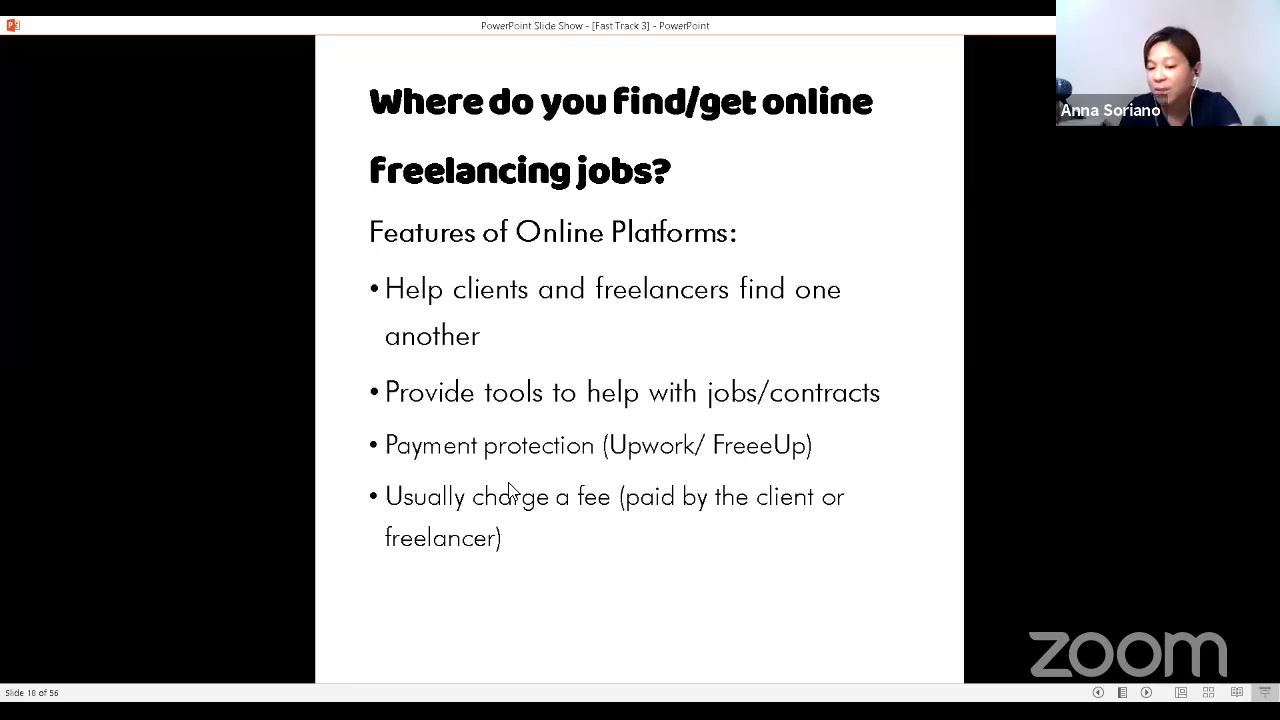 PowerPoint Slide Show - [Fast Track 3] - PowerPoint
Anna Soriano
Where do you find/get online
freelancing jobs?
Features of Online Platforms:
• Help clients and freelancers find one
another
• Provide tools to help with jobs/contracts
• Payment protection (Upwork/ FreeeUp)
• Usually charge a fee (paid by the client or
freelancer)
zoom
Slide 18 of 56